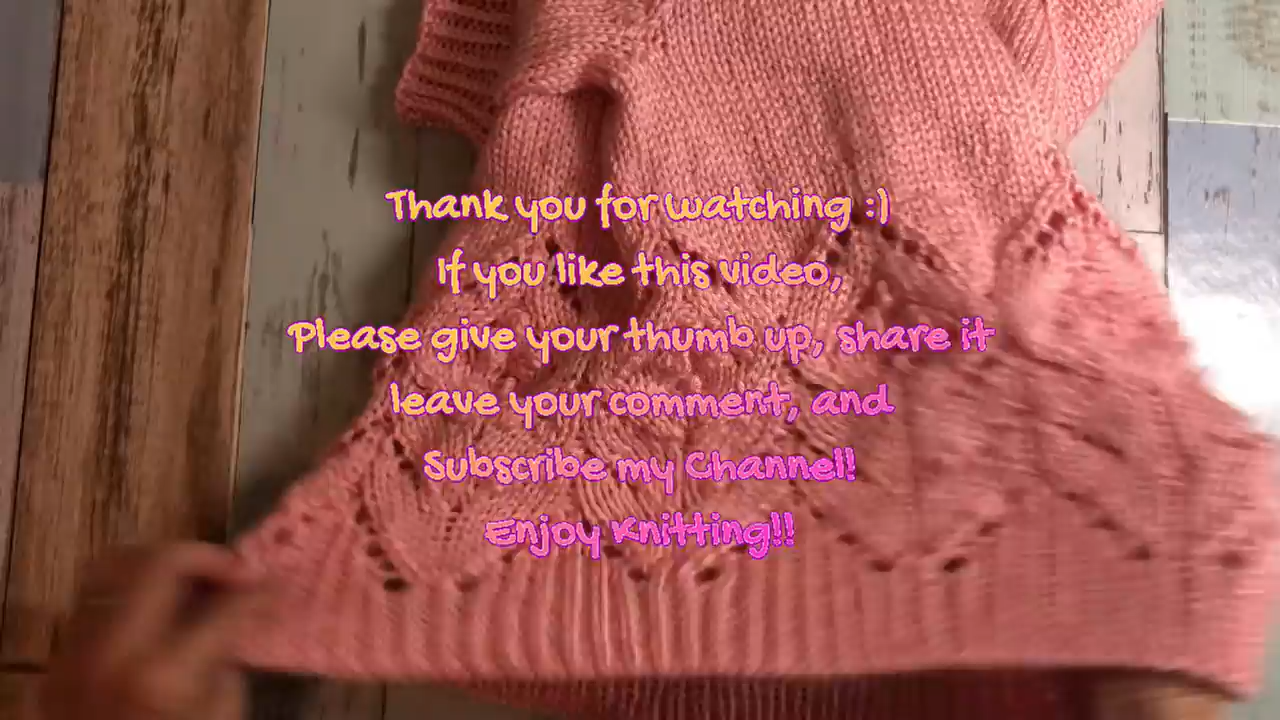 Thank you for watching :)
If you like this video,
Please give your thumb up, share it
leave your comment, and
Subscribe my Channel!
Enjoy Knitting!!